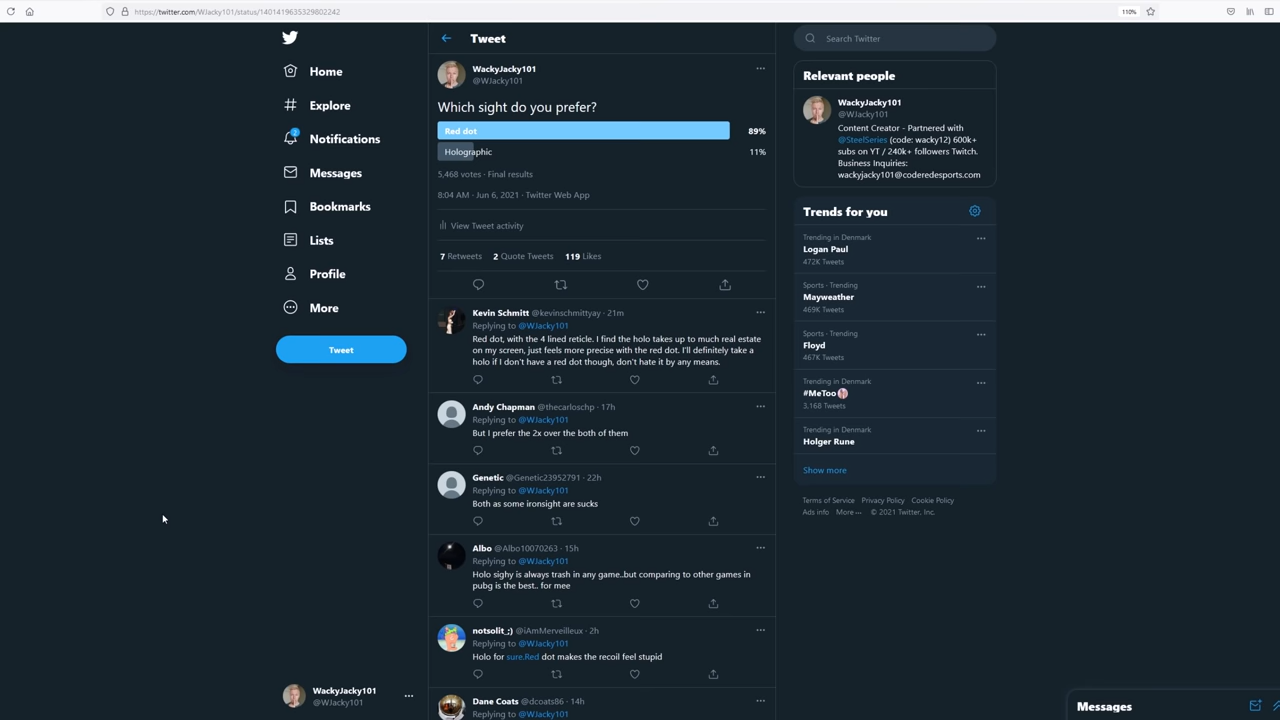 https://twitter.com/WJacky101/status/1401419635329802242
110%
Home
Explore
2
Notifications
Messages
Bookmarks
Lists
Profile
More
Tweet
WackyJacky101
@WJacky101
Tweet
WackyJacky101
@WJacky101
Which sight do you prefer?
Red dot 89%
Holographic 11%
5,468 votes · Final results
8:04 AM · Jun 6, 2021 · Twitter Web App
View Tweet activity
7 Retweets 2 Quote Tweets 119 Likes
Kevin Schmitt @kevinschmittyay · 21m
Replying to @WJacky101
Red dot, with the 4 lined reticle. I find the holo takes up to much real estate
on my screen, just feels more precise with the red dot. I'll definitely take a
holo if I don't have a red dot though, don't hate it by any means.
Andy Chapman @thecarloschp · 17h
Replying to @WJacky101
But I prefer the 2x over the both of them
Genetic @Genetic23952791 · 22h
Replying to @WJacky101
Both as some ironsight are sucks
Albo @Albo10070263 · 15h
Replying to @WJacky101
Holo sighy is always trash in any game..but comparing to other games in
pubg is the best.. for mee
notsolit_;) @iAmMerveilleux · 2h
Replying to @WJacky101
Holo for sure.Red dot makes the recoil feel stupid
Dane Coats @dcoats86 · 14h
Replying to @WJacky101
Search Twitter
Relevant people
WackyJacky101
@WJacky101
Content Creator - Partnered with
@SteelSeries (code: wacky12) 600k+
subs on YT / 240k+ followers Twitch.
Business Inquiries:
wackyjacky101@coderedesports.com
Trends for you
Trending in Denmark
Logan Paul
472K Tweets
Sports · Trending
Mayweather
469K Tweets
Sports · Trending
Floyd
467K Tweets
Trending in Denmark
#MeToo
3,168 Tweets
Trending in Denmark
Holger Rune
Show more
Terms of Service Privacy Policy Cookie Policy
Ads info More ··· © 2021 Twitter, Inc.
Messages